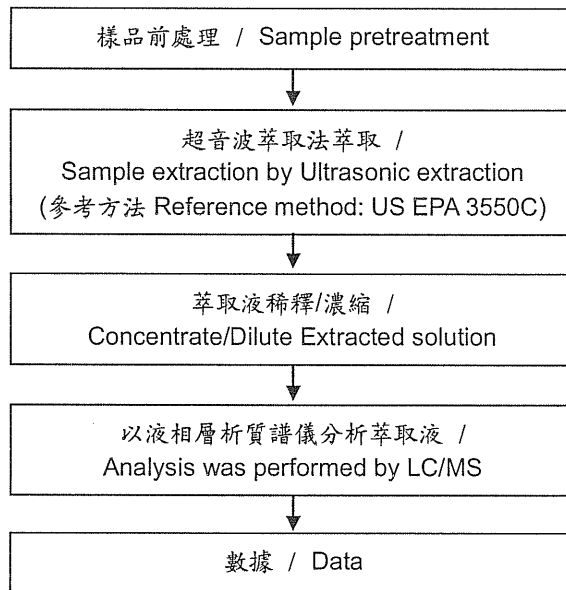 樣品前處理 / Sample pretreatment
超音波萃取法萃取 /
Sample extraction by Ultrasonic extraction
(參考方法 Reference method: US EPA 3550C)
萃取液稀釋/濃縮 /
Concentrate/Dilute Extracted solution
以液相層析質譜儀分析萃取液 /
Analysis was performed by LC/MS
數據 / Data